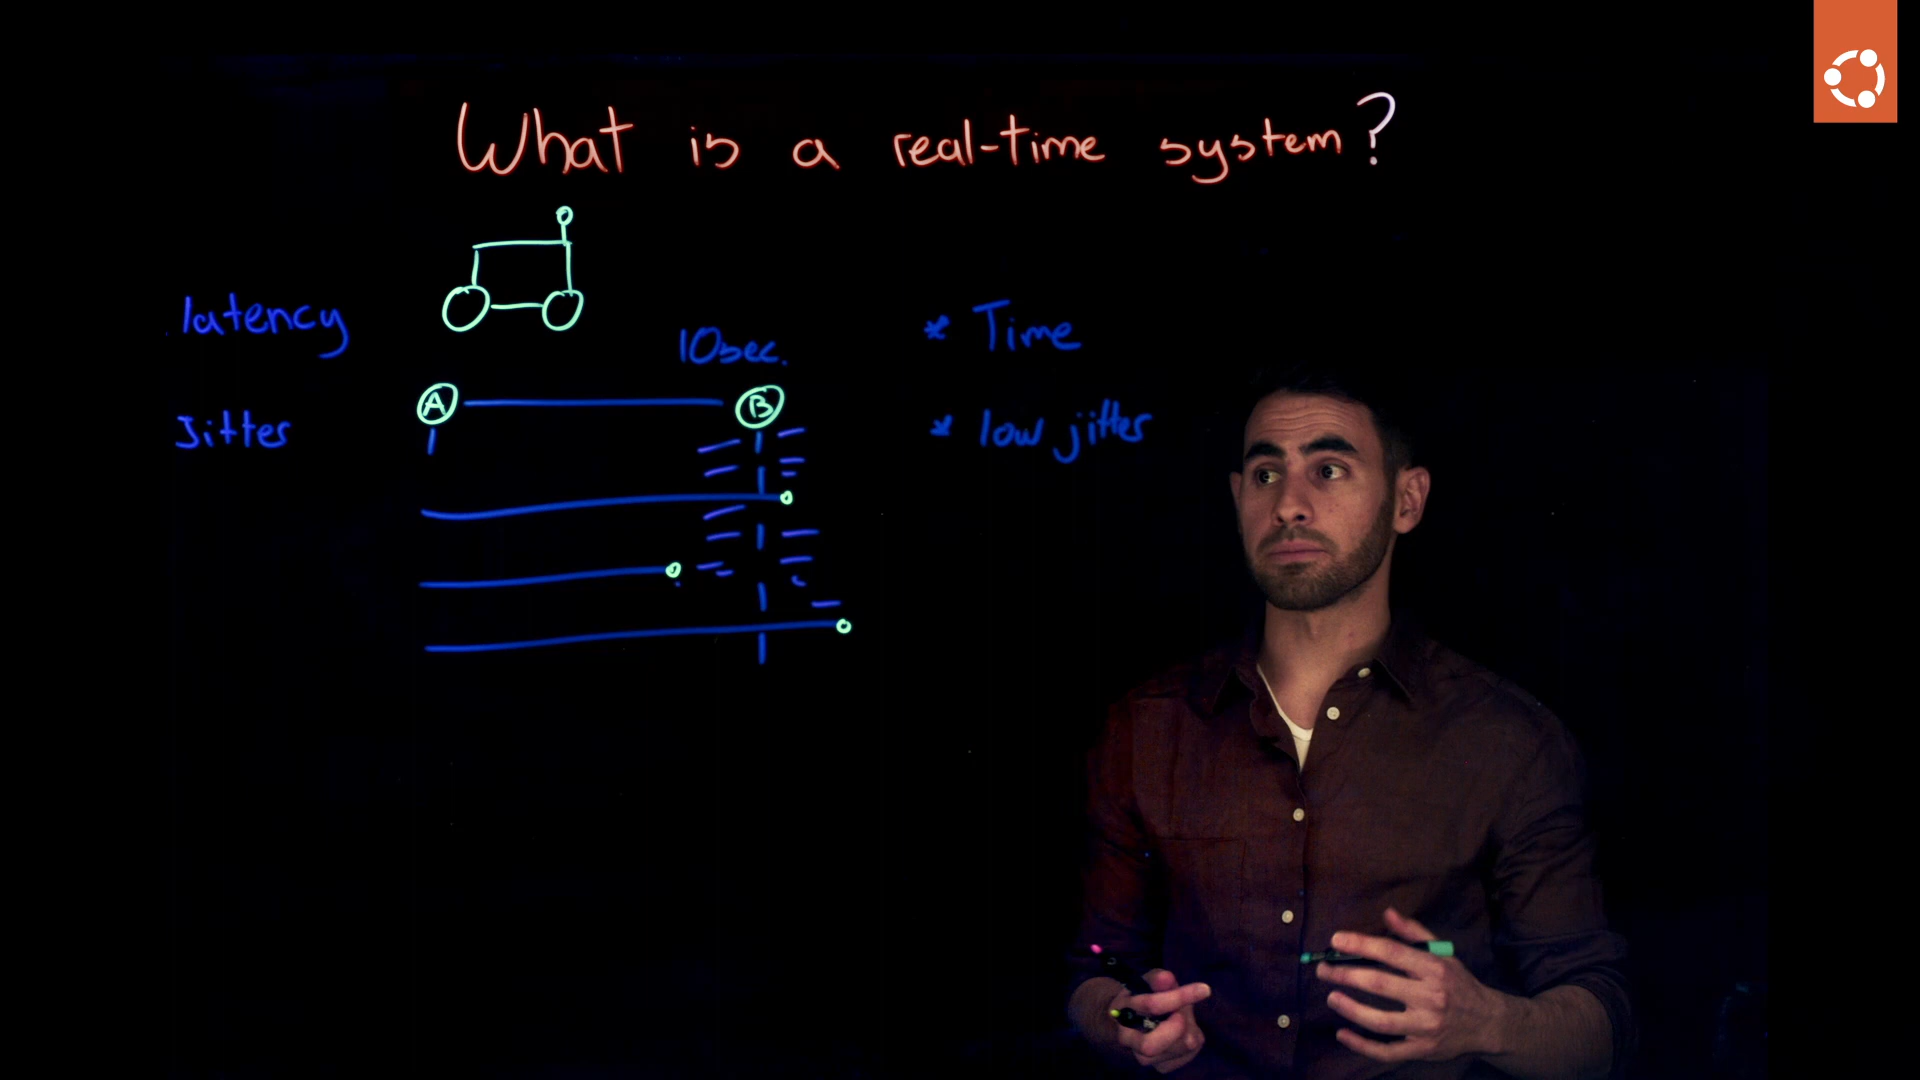 What is a real-time system?
latency
10sec.
* Time
A
B
Jitter
* low jitter